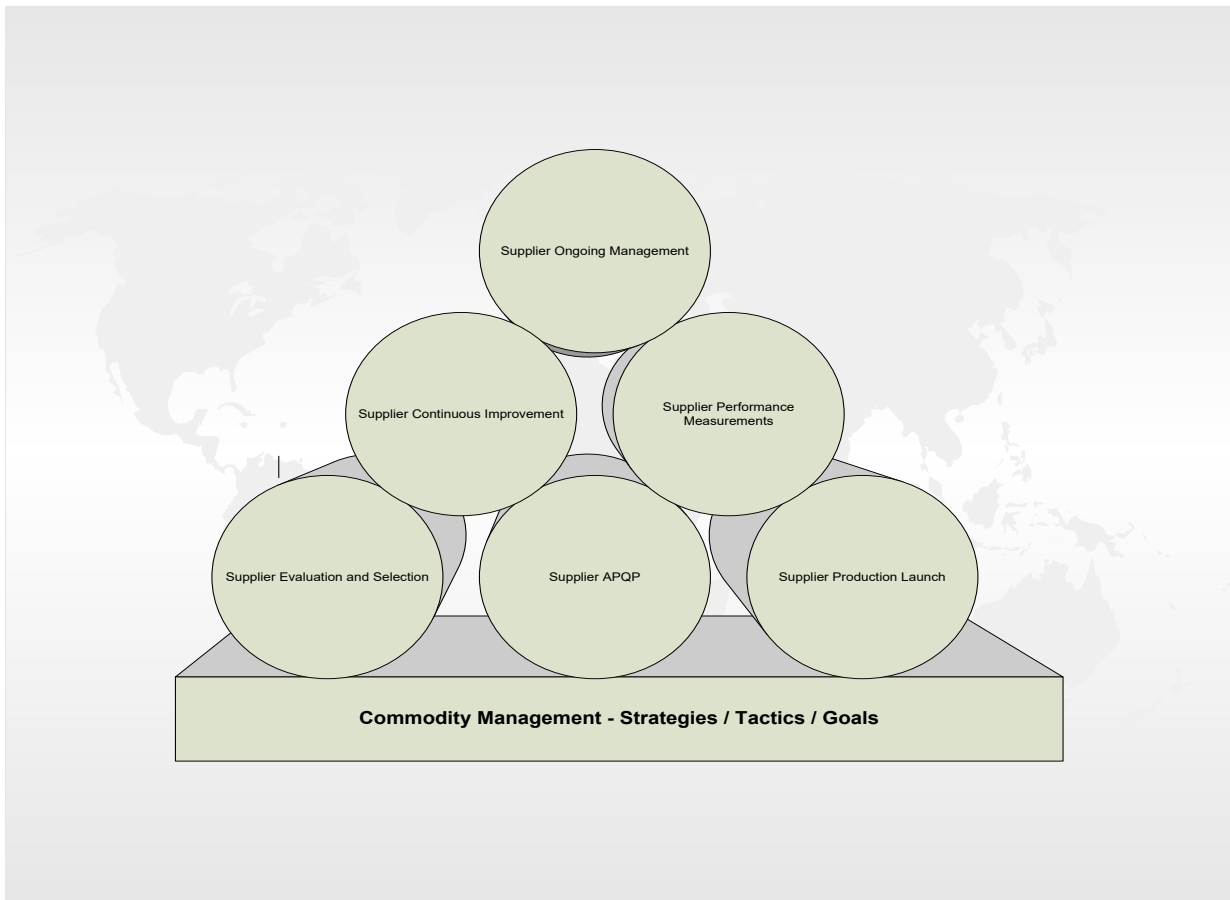 Supplier Ongoing Management
Supplier Continuous Improvement
Supplier Performance
Measurements
Supplier Evaluation and Selection
Supplier APQP
Supplier Production Launch
Commodity Management - Strategies / Tactics / Goals